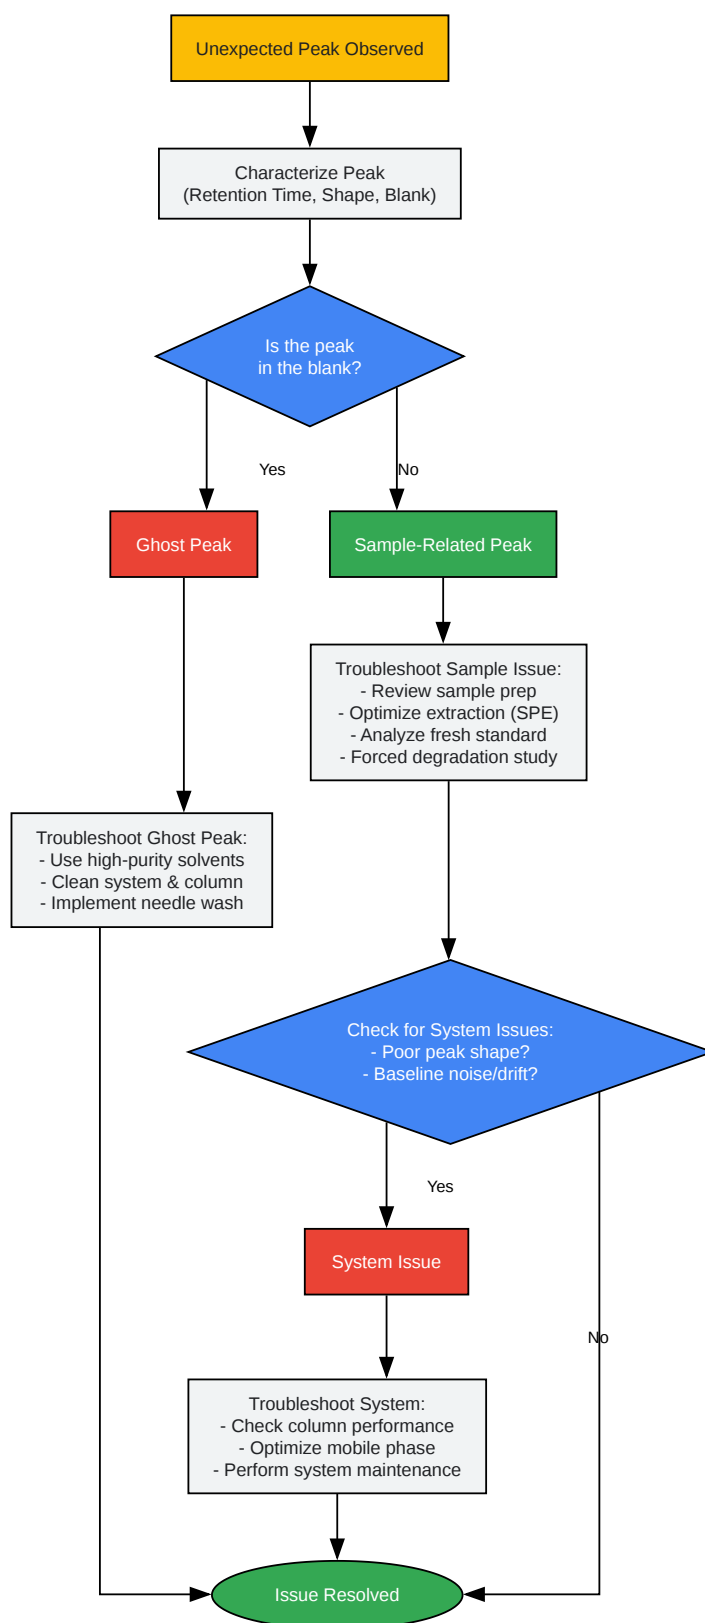 Unexpected Peak Observed
Characterize Peak
(Retention Time, Shape, Blank)
Is the peak
in the blank?
Yes
No
Ghost Peak
Sample-Related Peak
Troubleshoot Sample Issue:
- Review sample prep
- Optimize extraction (SPE)
- Analyze fresh standard
- Forced degradation study
Troubleshoot Ghost Peak:
- Use high-purity solvents
- Clean system & column
- Implement needle wash
Check for System Issues:
- Poor peak shape?
- Baseline noise/drift?
Yes
System Issue
No
Troubleshoot System:
- Check column performance
- Optimize mobile phase
- Perform system maintenance
Issue Resolved